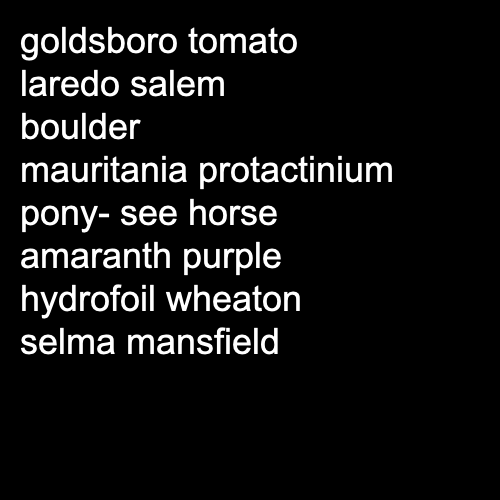 goldsboro tomato
laredo salem
boulder
mauritania protactinium
pony- see horse
amaranth purple
hydrofoil wheaton
selma mansfield